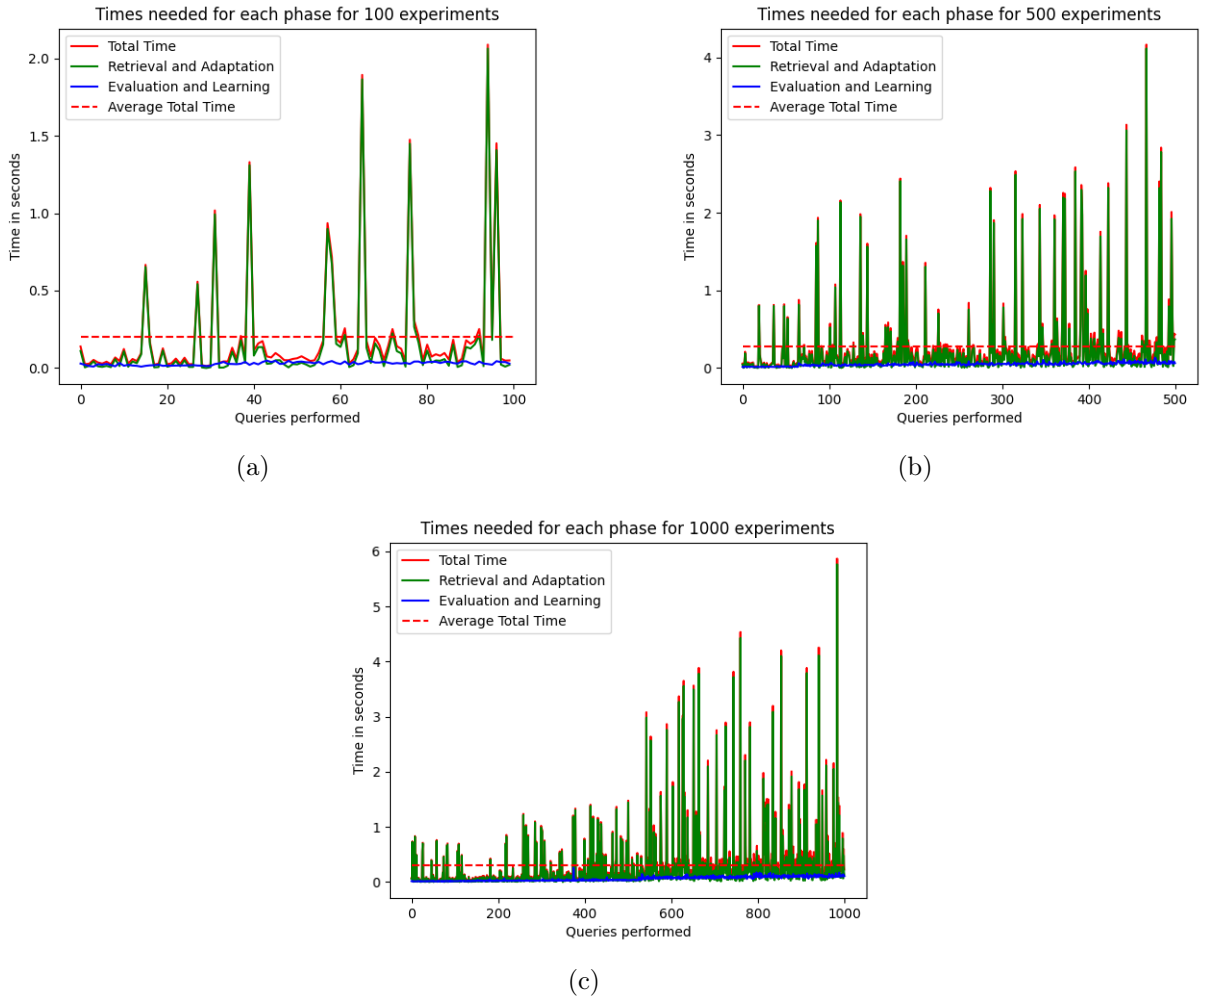 Times needed for each phase for 100 experiments
Total Time
Retrieval and Adaptation
Evaluation and Learning
Average Total Time
2.0
1.5
1.0
0.5
0.0
Time in seconds
0 20 40 60 80 100
Queries performed
(a)
Times needed for each phase for 500 experiments
Total Time
Retrieval and Adaptation
Evaluation and Learning
Average Total Time
4
3
2
1
0
Time in seconds
0 100 200 300 400 500
Queries performed
(b)
Times needed for each phase for 1000 experiments
Total Time
Retrieval and Adaptation
Evaluation and Learning
Average Total Time
6
5
4
3
2
1
0
Time in seconds
0 200 400 600 800 1000
Queries performed
(c)